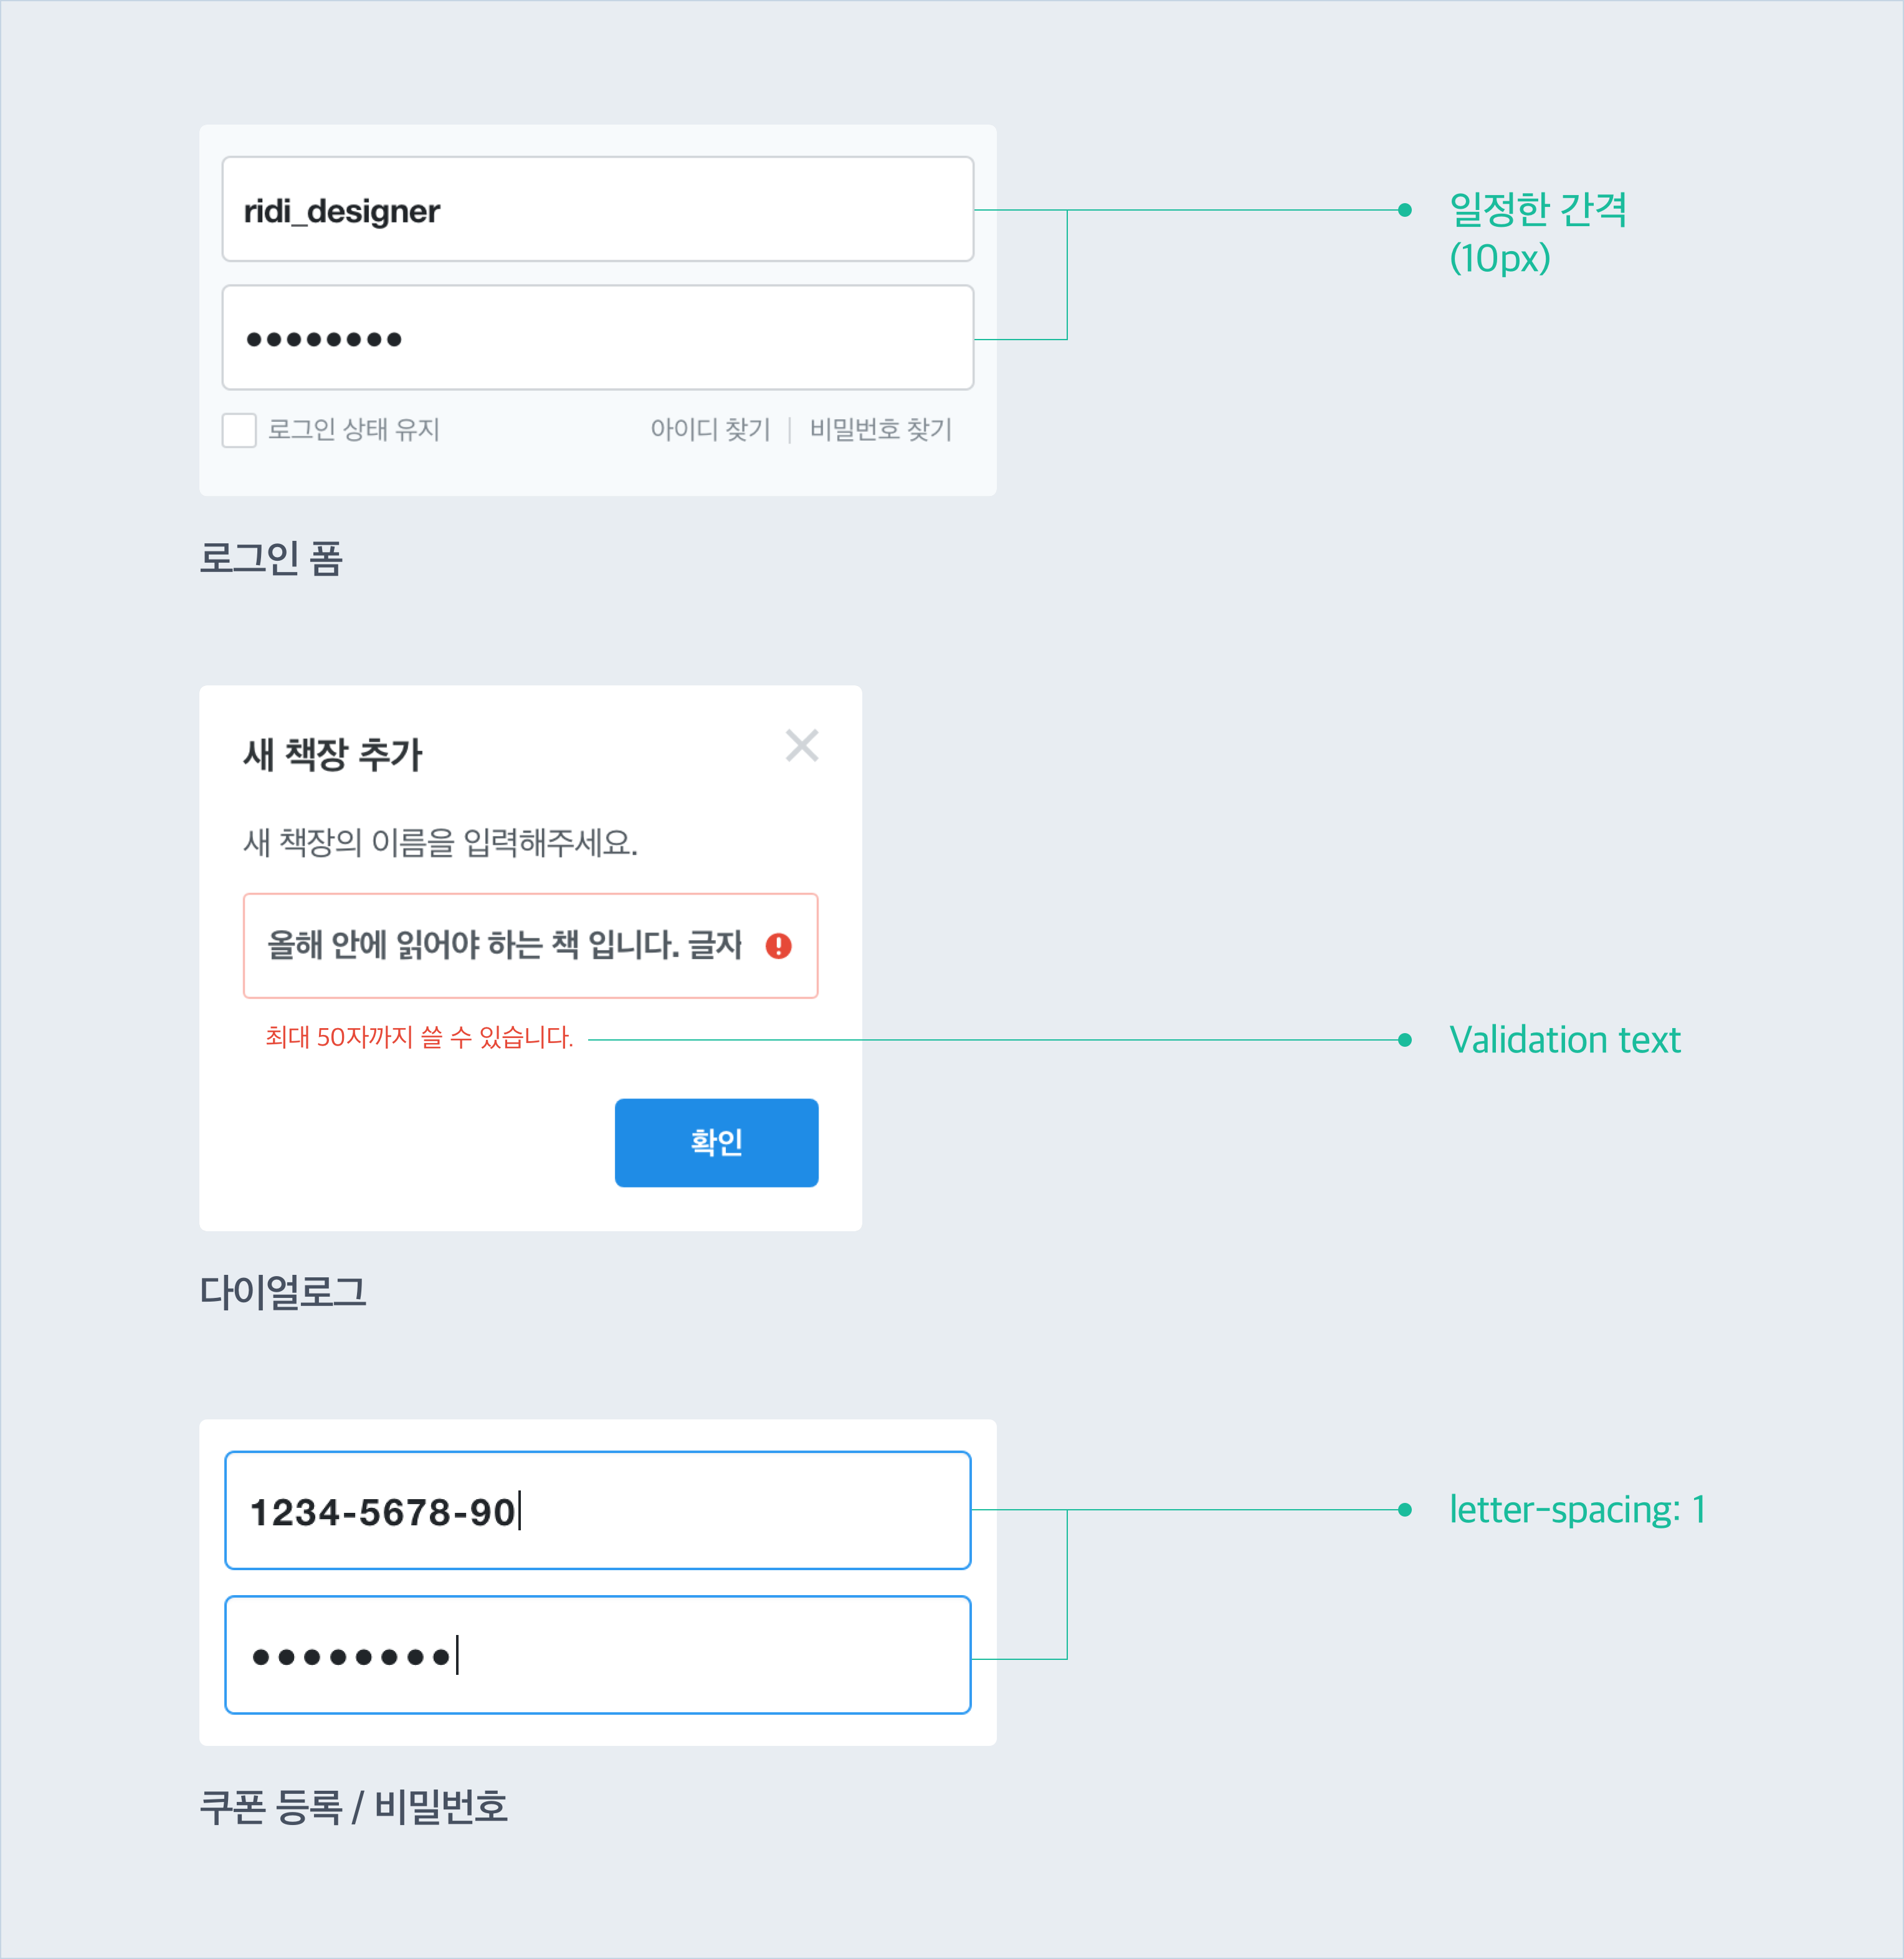 ridi_designer
일정한 간격
(10px)
••••••••
로그인 상태 유지
아이디 찾기 | 비밀번호 찾기
로그인 폼
새 책장 추가
새 책장의 이름을 입력해주세요.
올해 안에 읽어야 하는 책 입니다. 글자
최대 50자까지 쓸 수 있습니다.
Validation text
확인
다이얼로그
1234-5678-90
letter-spacing: 1
••••••••
쿠폰 등록 / 비밀번호